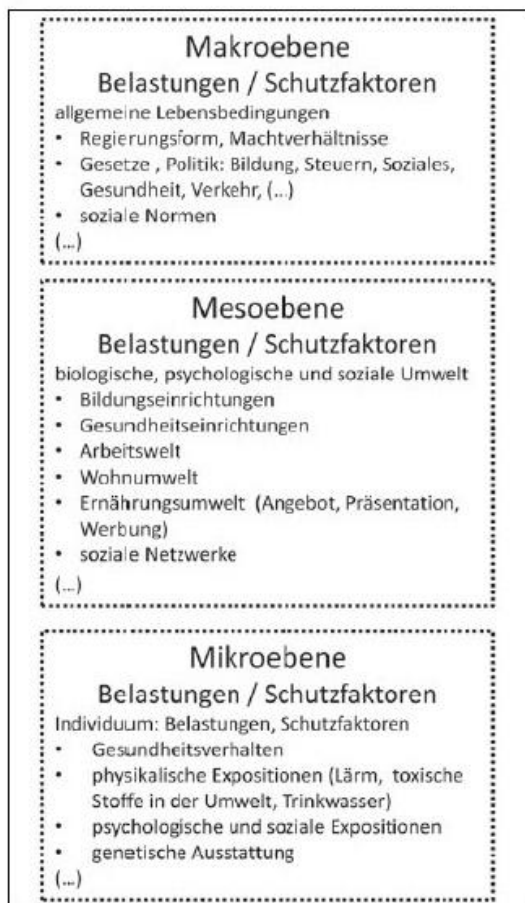 Makroebene
Belastungen / Schutzfaktoren
allgemeine Lebensbedingungen
• Regierungsform, Machtverhältnisse
• Gesetze , Politik: Bildung, Steuern, Soziales,
Gesundheit, Verkehr, (...)
• soziale Normen
(...)
Mesoebene
Belastungen / Schutzfaktoren
biologische, psychologische und soziale Umwelt
• Bildungseinrichtungen
• Gesundheitseinrichtungen
• Arbeitswelt
• Wohnumwelt
• Ernährungsumwelt (Angebot, Präsentation,
Werbung)
• soziale Netzwerke
(...)
Mikroebene
Belastungen / Schutzfaktoren
Individuum: Belastungen, Schutzfaktoren
• Gesundheitsverhalten
• physikalische Expositionen (Lärm, toxische
Stoffe in der Umwelt, Trinkwasser)
• psychologische und soziale Expositionen
• genetische Ausstattung
(...)